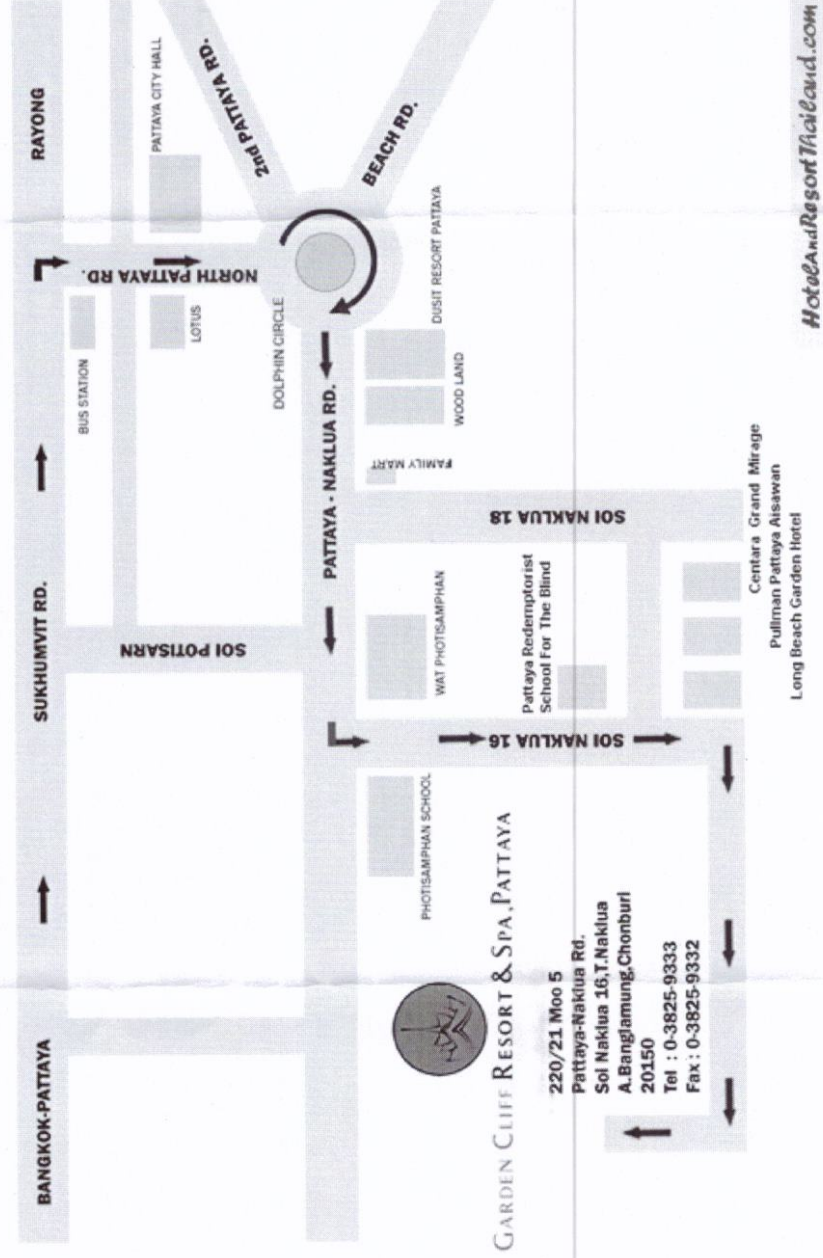 BANGKOK-PATTAYA
SUKHUMVIT RD.
RAYONG
BUS STATION
PATTAYA CITY HALL
LOTUS
NORTH PATTAYA RD.
2nd PATTAYA RD.
SOI POTISARN
DOLPHIN CIRCLE
BEACH RD.
PATTAYA - NAKLUA RD.
DUSIT RESORT PATTAYA
WOOD LAND
FAMILY MART
PHOTISAMPHAN SCHOOL
WAT PHOTISAMPHAN
SOI NAKLUA 16
SOI NAKLUA 18
Pattaya Redemptorist
School For The Blind
GARDEN CLIFF RESORT & SPA, PATTAYA
220/21 Moo 5
Pattaya-Naklua Rd.
Soi Naklua 16,T.Naklua
A.Banglamung,Chonburi
20150
Tel : 0-3825-9333
Fax : 0-3825-9332
Centara Grand Mirage
Pullman Pattaya Aisawan
Long Beach Garden Hotel
HotelAndResortThailand.com